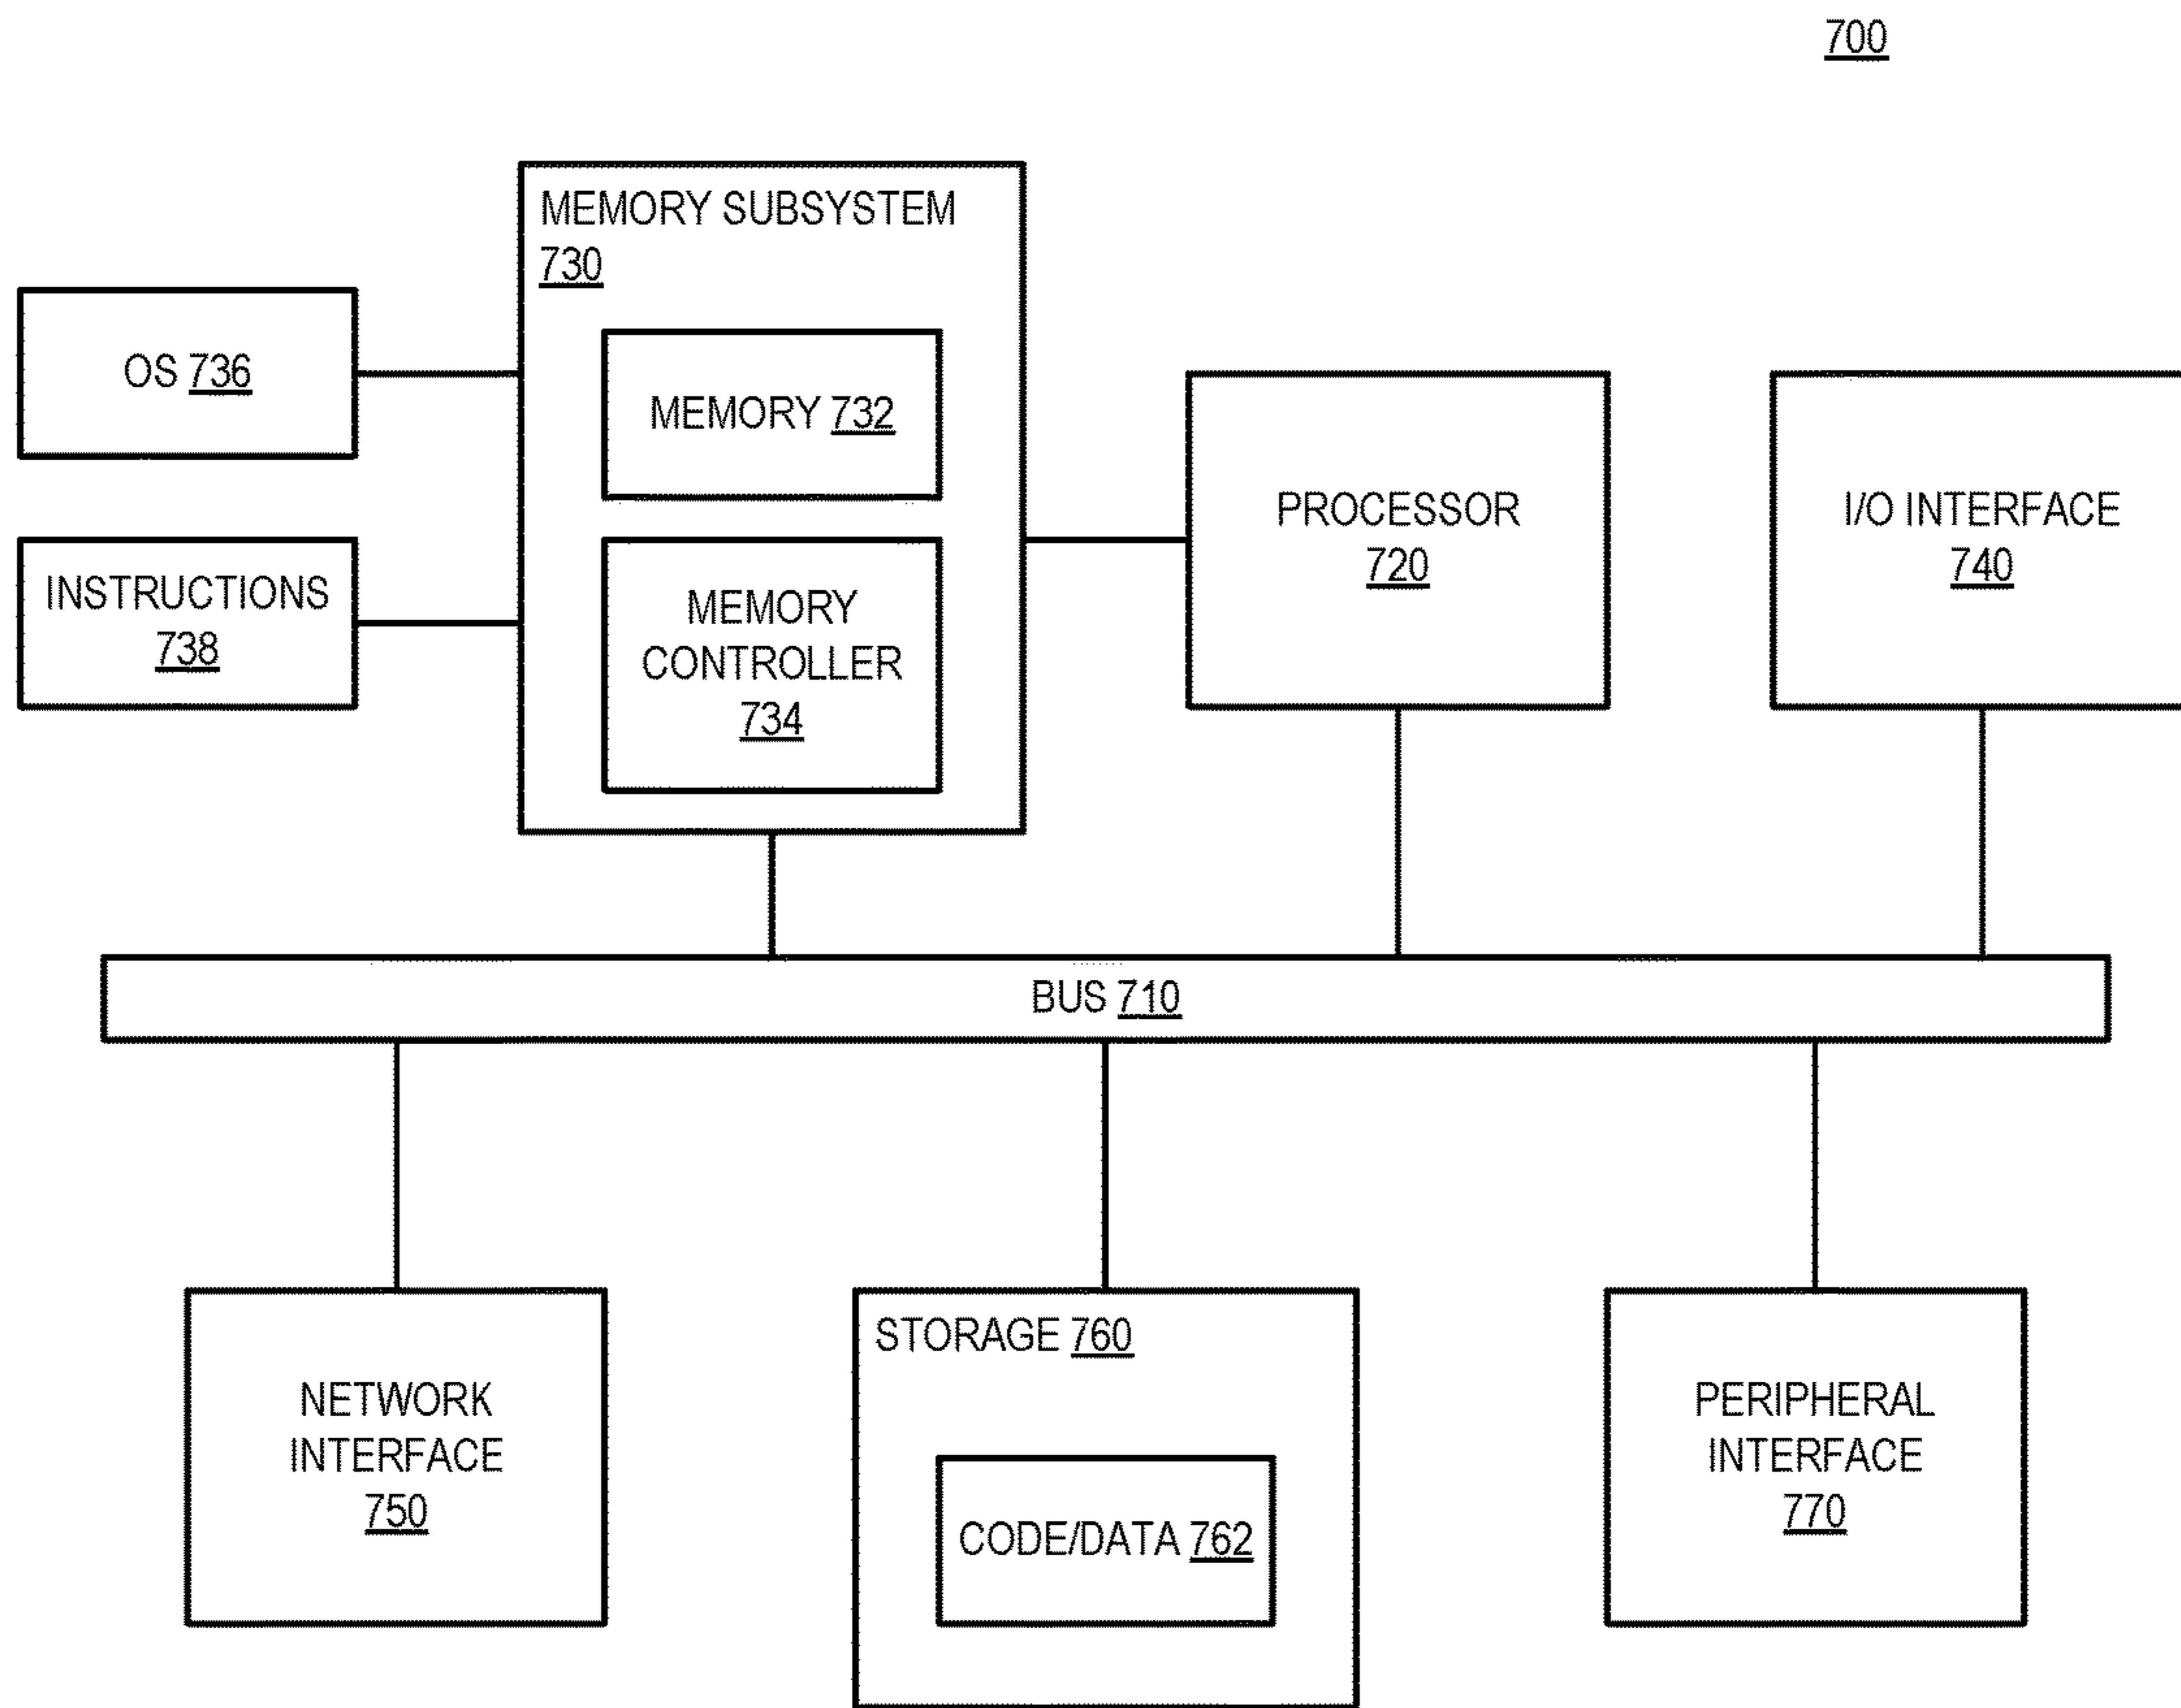 700
MEMORY SUBSYSTEM
730
OS 736
MEMORY 732
INSTRUCTIONS
738
MEMORY
CONTROLLER
734
PROCESSOR
720
I/O INTERFACE
740
BUS 710
NETWORK
INTERFACE
750
STORAGE 760
CODE/DATA 762
PERIPHERAL
INTERFACE
770